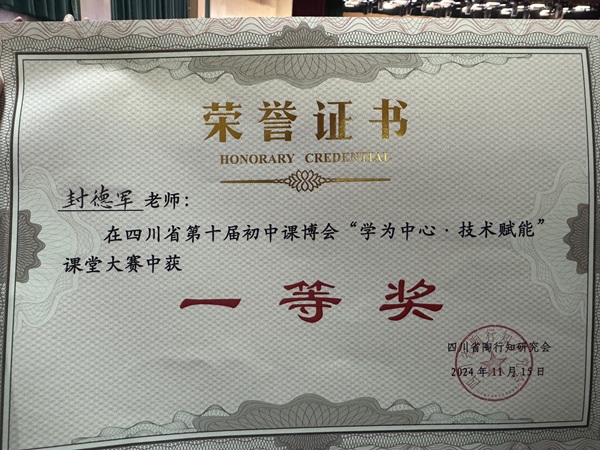 荣誉证书
HONORARY CREDENTIAL
封德军 老师：
在四川省第十届初中课博会“学为中心·技术赋能”
课堂大赛中获
一等奖
四川省陶行知研究会
2024年11月15日